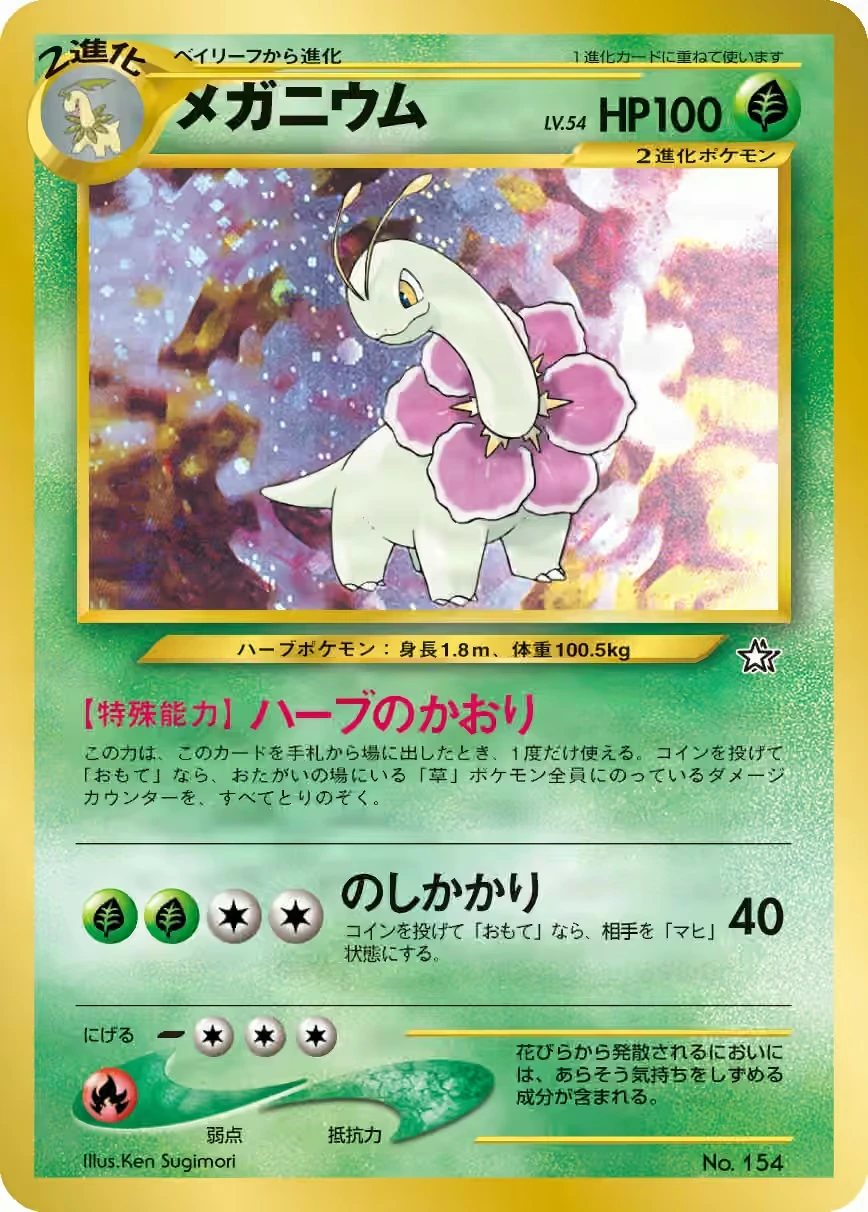 2進化
ベイリーフから進化
1進化カードに重ねて使います
メガニウム
LV.54 HP100
2進化ポケモン
ハーブポケモン：身長1.8m、体重100.5kg
【特殊能力】ハーブのかおり
この力は、このカードを手札から場に出したとき、1度だけ使える。コインを投げて
「おもて」なら、おたがいの場にいる「草」ポケモン全員にのっているダメージ
カウンターを、すべてとりのぞく。
のしかかり
40
コインを投げて「おもて」なら、相手を「マヒ」
状態にする。
にげる
花びらから発散されるにおいに
は、あらそう気持ちをしずめる
成分が含まれる。
弱点
抵抗力
Illus.Ken Sugimori
No. 154